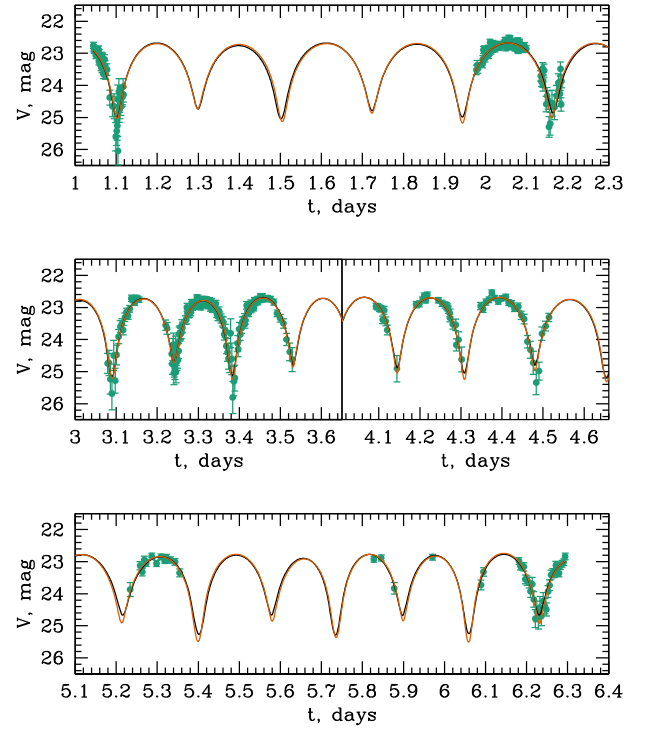 22
23
24
25
26
V, mag
1 1.1 1.2 1.3 1.4 1.5 1.6 1.7 1.8 1.9 2 2.1 2.2 2.3
t, days
22
23
24
25
26
V, mag
3 3.1 3.2 3.3 3.4 3.5 3.6 4.1 4.2 4.3 4.4 4.5 4.6
t, days t, days
22
23
24
25
26
V, mag
5.1 5.2 5.3 5.4 5.5 5.6 5.7 5.8 5.9 6 6.1 6.2 6.3 6.4
t, days